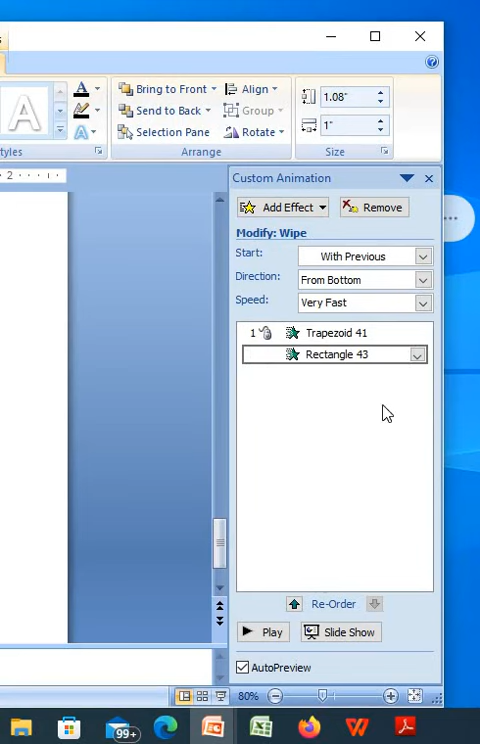 Bring to Front
Align
1.08"
A
Send to Back
Group
Selection Pane
Rotate
1"
Arrange
Size
2
Custom Animation
Add Effect
Remove
Modify: Wipe
Start:
With Previous
Direction:
From Bottom
Speed:
Very Fast
1
Trapezoid 41
Rectangle 43
Re-Order
Play
Slide Show
AutoPreview
80%
99+